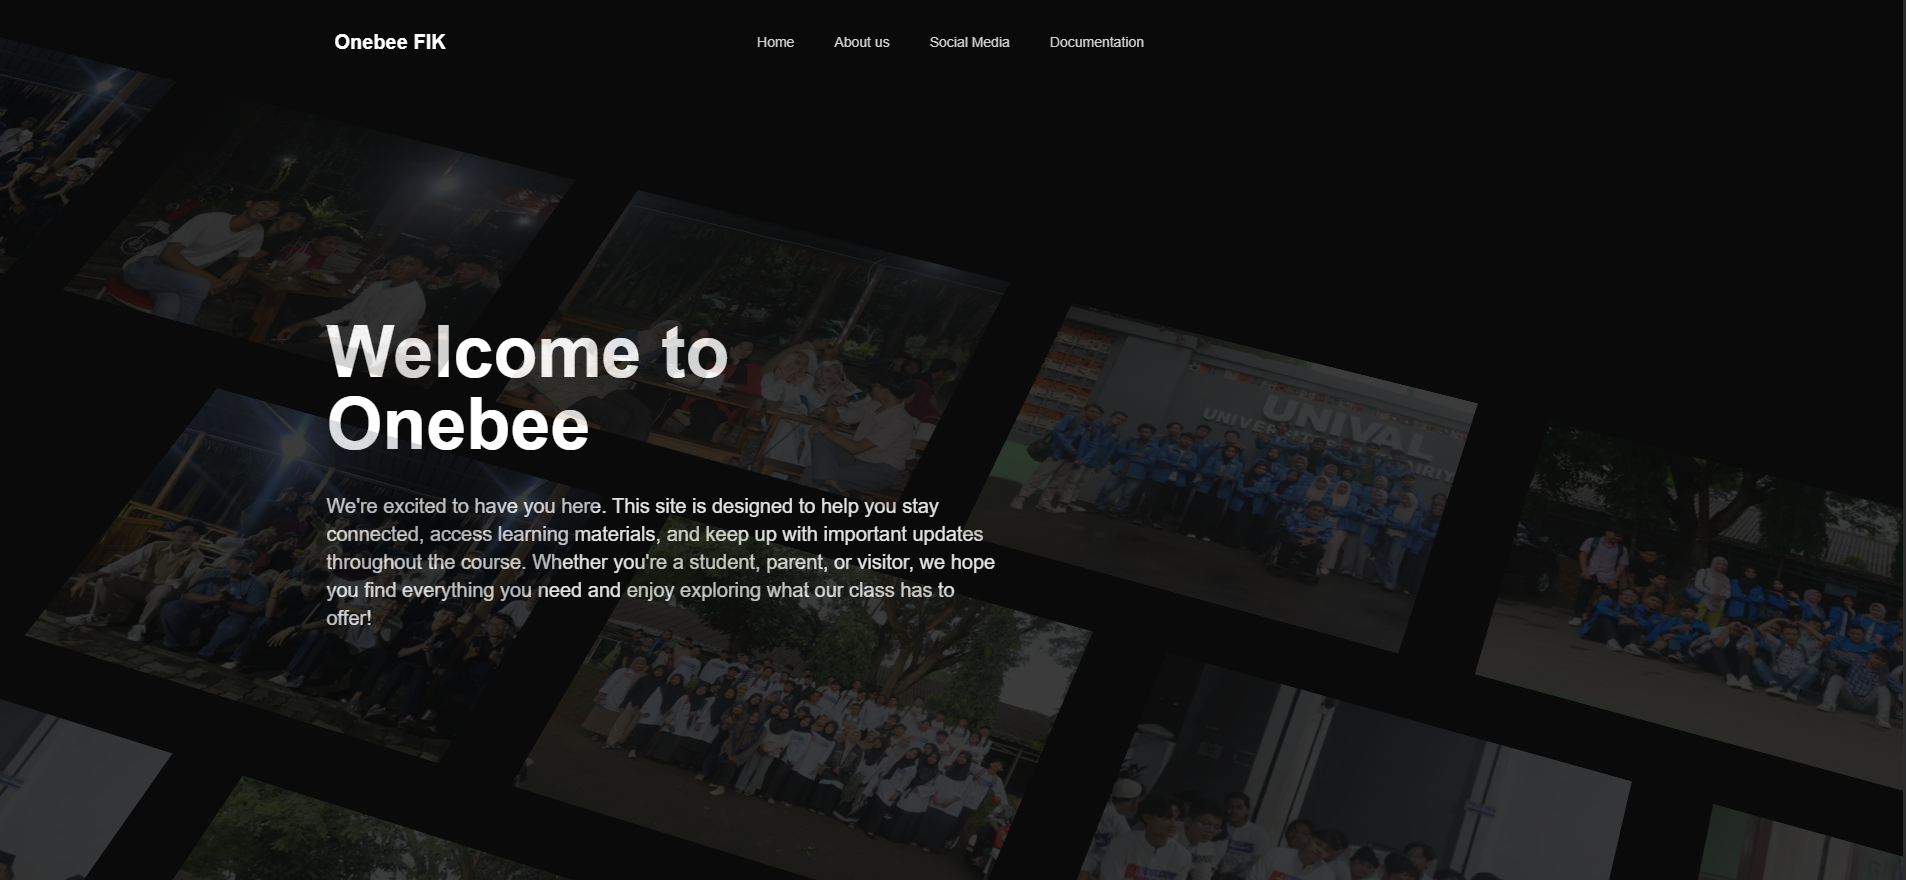 Onebee FIK
Home
About us
Social Media
Documentation
UNIVAL
Welcome to
Onebee
We're excited to have you here. This site is designed to help you stay
connected, access learning materials, and keep up with important updates
throughout the course. Whether you're a student, parent, or visitor, we hope
you find everything you need and enjoy exploring what our class has to
offer!